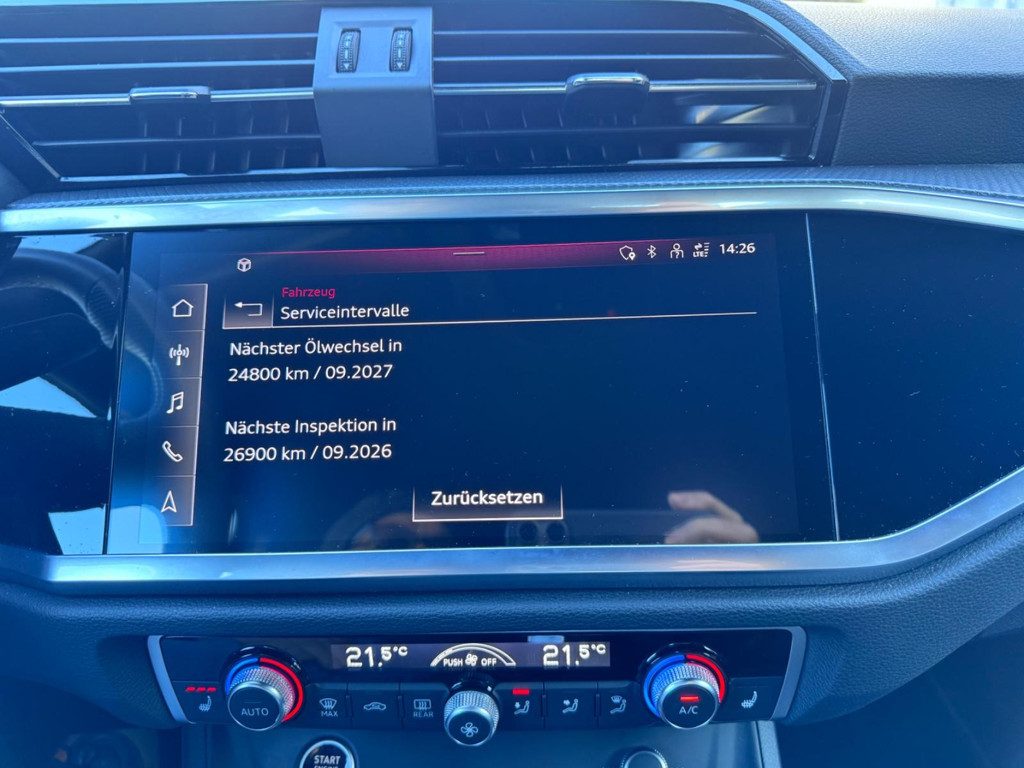 LTE
14:26
Fahrzeug
Serviceintervalle
Nächster Ölwechsel in
24800 km / 09.2027
Nächste Inspektion in
26900 km / 09.2026
Zurücksetzen
21.5°C
PUSH OFF
21.5°C
AUTO
MAX
REAR
A/C
START